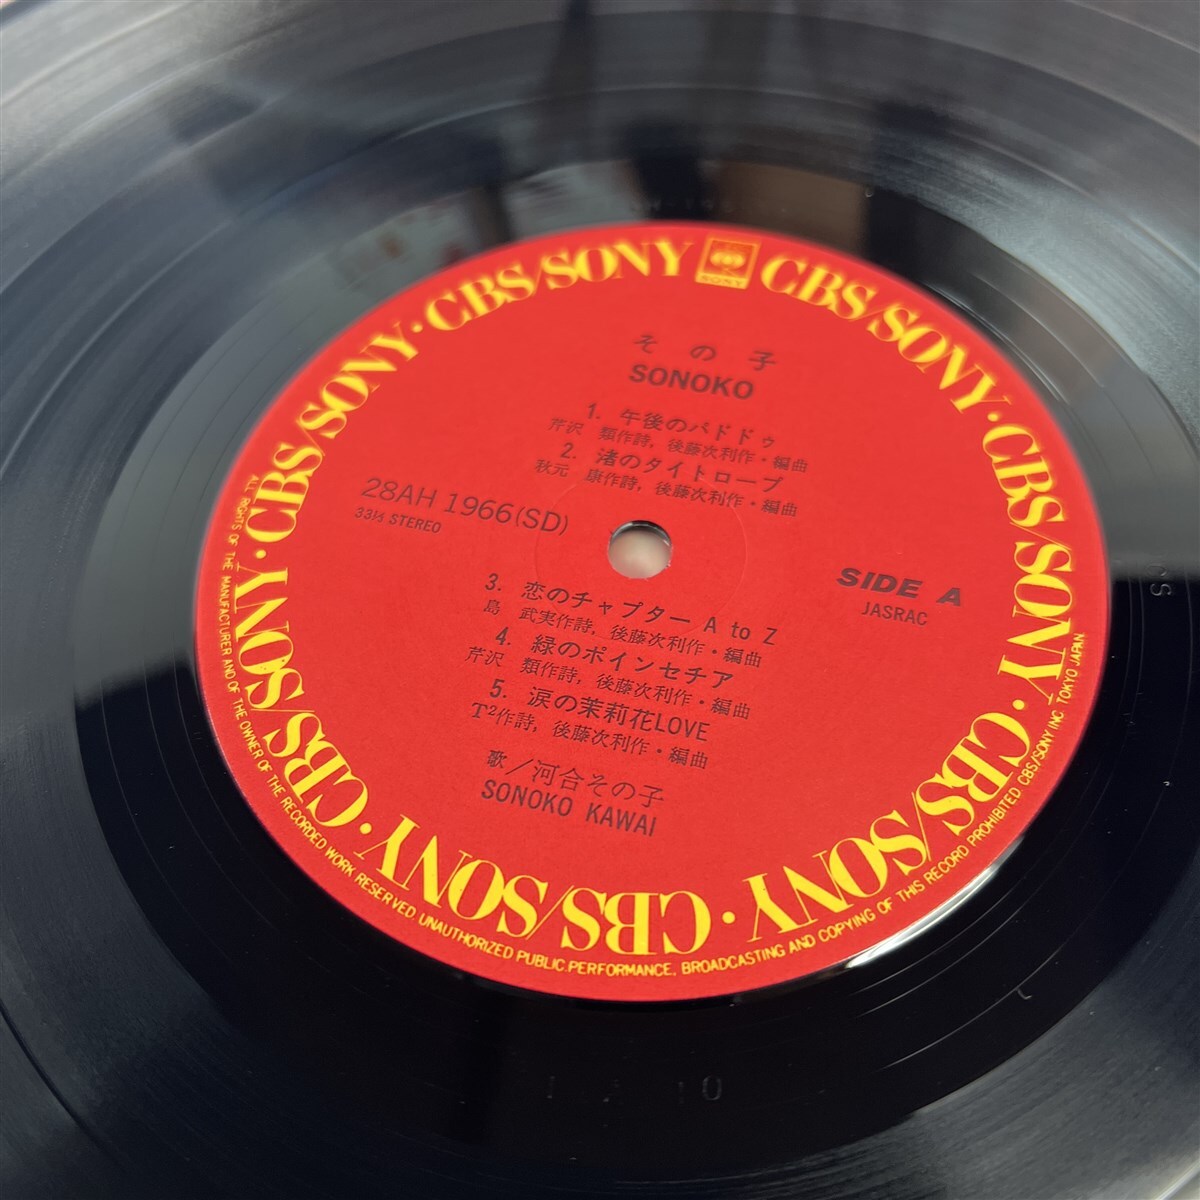 CBS/SONY · CBS/SONY · CBS/SONY · CBS/SONY · CBS/SONY · CBS/SONY · CBS/SONY · CBS/SONY
SONY
その子
SONOKO
1. 午後のパドドゥ
芹沢 類作詩, 後藤次利作・編曲
2. 渚のタイトロープ
秋元 康作詩, 後藤次利作・編曲
28AH 1966(SD)
33⅓ STEREO
SIDE A
JASRAC
3. 恋のチャプターA to Z
島 武実作詩, 後藤次利作・編曲
4. 緑のポインセチア
芹沢 類作詩, 後藤次利作・編曲
5. 涙の茉莉花LOVE
T²作詩, 後藤次利作・編曲
歌/河合その子
SONOKO KAWAI
ALL RIGHTS OF THE MANUFACTURER AND OF THE OWNER OF THE RECORDED WORK RESERVED. UNAUTHORIZED PUBLIC PERFORMANCE, BROADCASTING AND COPYING OF THIS RECORD PROHIBITED CBS/SONY INC. TOKYO JAPAN